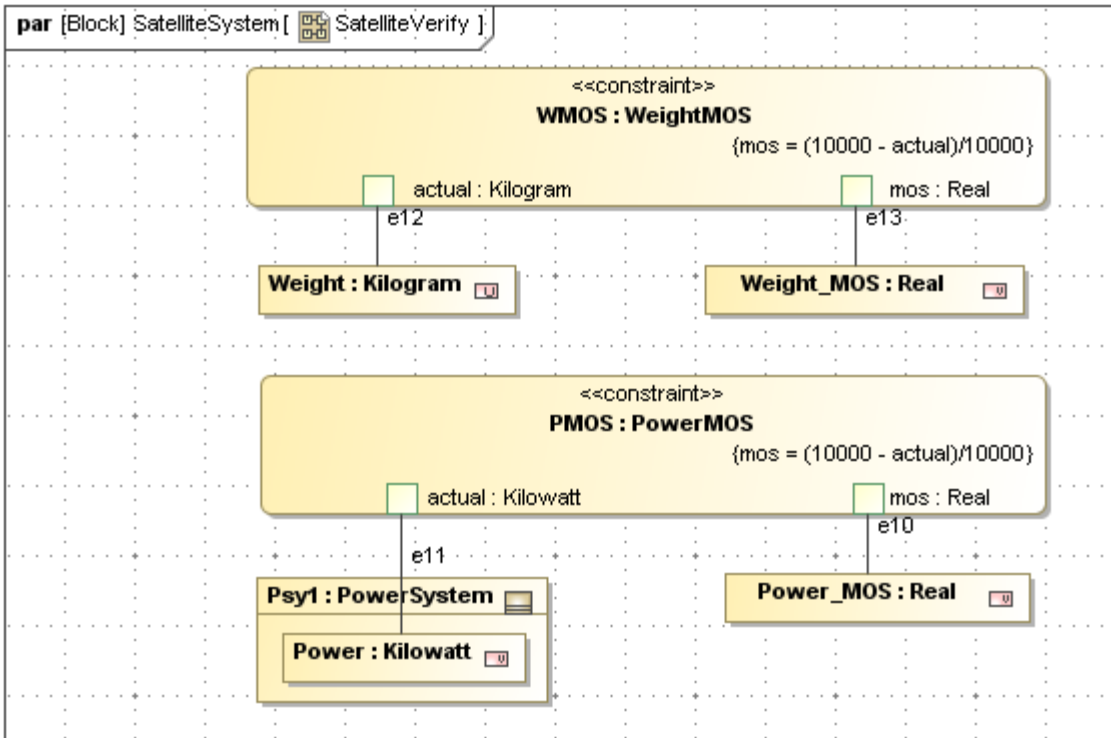 par [Block] SatelliteSystem [ SatelliteVerify ]
<<constraint>>
WMOS : WeightMOS
{mos = (10000 - actual)/10000}
actual : Kilogram
mos : Real
e12
e13
Weight : Kilogram
Weight_MOS : Real
<<constraint>>
PMOS : PowerMOS
{mos = (10000 - actual)/10000}
actual : Kilowatt
mos : Real
e10
e11
Psy1 : PowerSystem
Power_MOS : Real
Power : Kilowatt